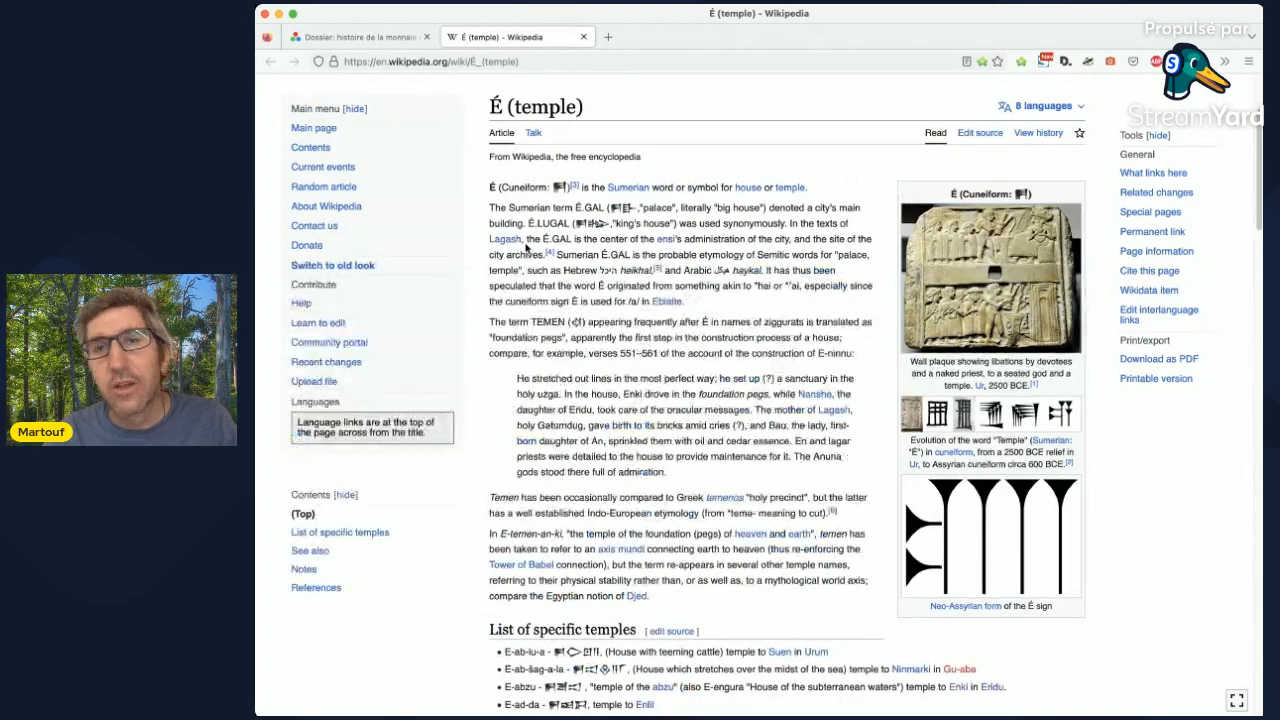 É (temple) – Wikipedia
Propulsé par
StreamYard
Dossier: histoire de la monnaie
É (temple) - Wikipedia
https://en.wikipedia.org/wiki/É_(temple)
Main menu [hide]
Main page
Contents
Current events
Random article
About Wikipedia
Contact us
Donate
Switch to old look
Contribute
Help
Learn to edit
Community portal
Recent changes
Upload file
Languages
Language links are at the top of
the page across from the title.
Contents [hide]
(Top)
List of specific temples
See also
Notes
References
É (temple)
8 languages
Article Talk
Read Edit source View history
From Wikipedia, the free encyclopedia
É (Cuneiform: )[3] is the Sumerian word or symbol for house or temple.
The Sumerian term É.GAL ( ,"palace", literally "big house") denoted a city's main
building. É.LUGAL ( ,"king's house") was used synonymously. In the texts of
Lagash, the É.GAL is the center of the ensi's administration of the city, and the site of the
city archives.[4] Sumerian É.GAL is the probable etymology of Semitic words for "palace,
temple", such as Hebrew היכל heikhal,[5] and Arabic هيكل haykal. It has thus been
speculated that the word É originated from something akin to *hai or *ˀai, especially since
the cuneiform sign É is used for /a/ in Eblaite.
The term TEMEN ( ) appearing frequently after É in names of ziggurats is translated as
"foundation pegs", apparently the first step in the construction process of a house;
compare, for example, verses 551–561 of the account of the construction of E-ninnu:
He stretched out lines in the most perfect way; he set up (?) a sanctuary in the
holy uzga. In the house, Enki drove in the foundation pegs, while Nanshe, the
daughter of Eridu, took care of the oracular messages. The mother of Lagash,
holy Gatumdug, gave birth to its bricks amid cries (?), and Bau, the lady, first-
born daughter of An, sprinkled them with oil and cedar essence. En and lagar
priests were detailed to the house to provide maintenance for it. The Anuna
gods stood there full of admiration.
Temen has been occasionally compared to Greek temenos "holy precinct", but the latter
has a well established Indo-European etymology (from *tema- meaning to cut).[6]
In E-temen-an-ki, "the temple of the foundation (pegs) of heaven and earth", temen has
been taken to refer to an axis mundi connecting earth to heaven (thus re-enforcing the
Tower of Babel connection), but the term re-appears in several other temple names,
referring to their physical stability rather than, or as well as, to a mythological world axis;
compare the Egyptian notion of Djed.
List of specific temples [ edit source ]
• E-ab-lu-a - , (House with teeming cattle) temple to Suen in Urum
• E-ab-šag-a-la - , (House which stretches over the midst of the sea) temple to Ninmarki in Gu-aba
• E-abzu - , "temple of the abzu" (also E-engura "House of the subterranean waters") temple to Enki in Eridu.
• E-ad-da - , temple to Enlil
É (Cuneiform: )
Wall plaque showing libations by devotees
and a naked priest, to a seated god and a
temple. Ur, 2500 BCE.[1]
Evolution of the word "Temple" (Sumerian:
"É") in cuneiform, from a 2500 BCE relief in
Ur, to Assyrian cuneiform circa 600 BCE.[2]
Neo-Assyrian form of the É sign
Tools [hide]
General
What links here
Related changes
Special pages
Permanent link
Page information
Cite this page
Wikidata item
Edit interlanguage
links
Print/export
Download as PDF
Printable version
Martouf